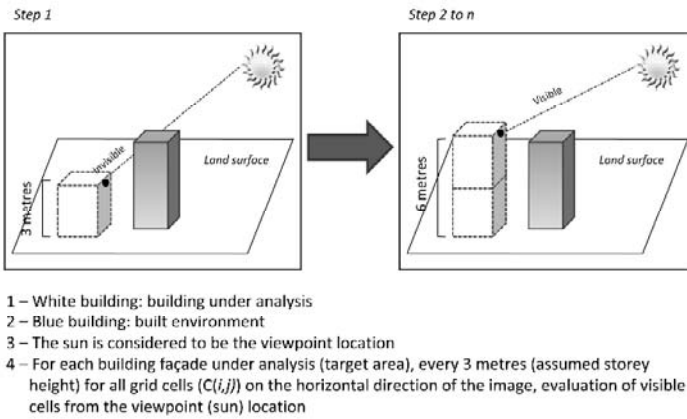 Step 1
Step 2 to n
Visible
Invisible
Land surface
Land surface
3 metres
6 metres
1 – White building: building under analysis
2 – Blue building: built environment
3 – The sun is considered to be the viewpoint location
4 – For each building façade under analysis (target area), every 3 metres (assumed storey
height) for all grid cells (C(i,j)) on the horizontal direction of the image, evaluation of visible
cells from the viewpoint (sun) location